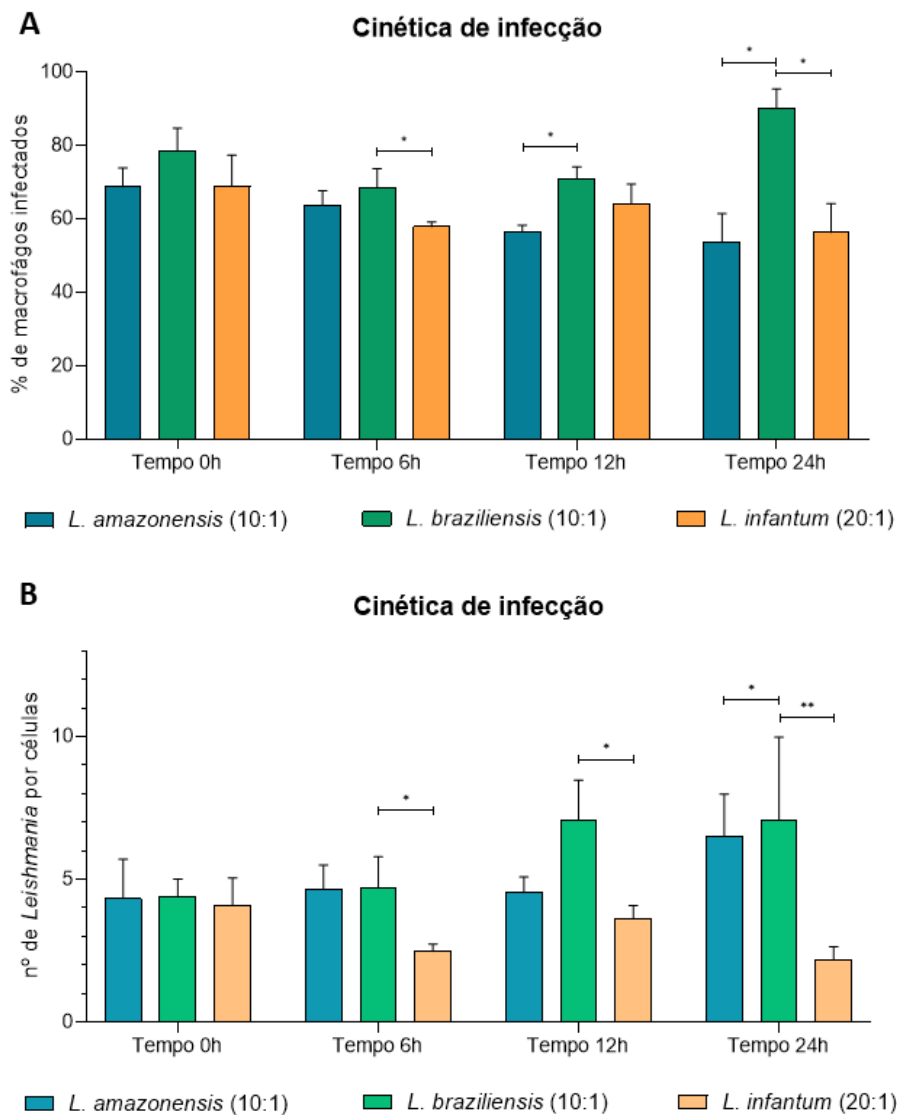 A
Cinética de infecção
% de macrofágos infectados
100
80
60
40
20
0
* * * *
Tempo 0h Tempo 6h Tempo 12h Tempo 24h
L. amazonensis (10:1) L. braziliensis (10:1) L. infantum (20:1)
B
Cinética de infecção
nº de Leishmania por células
10
5
0
* * * **
Tempo 0h Tempo 6h Tempo 12h Tempo 24h
L. amazonensis (10:1) L. braziliensis (10:1) L. infantum (20:1)